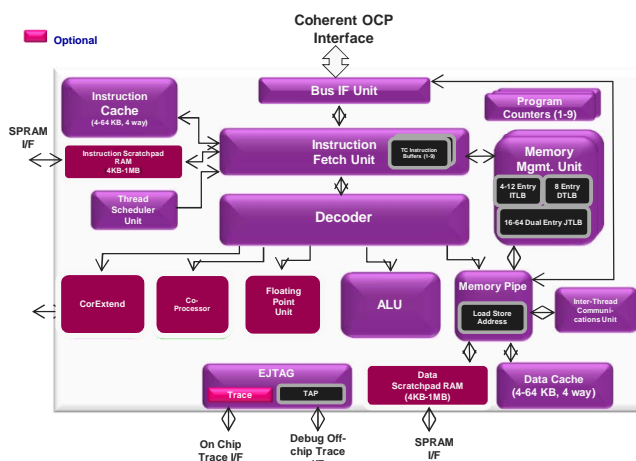 Coherent OCP
Interface
Optional
Bus IF Unit
Instruction
Cache
(4-64 KB, 4 way)
Program
Counters (1-9)
SPRAM
I/F
Instruction Scratchpad
RAM
4KB-1MB
Instruction
Fetch Unit
TC Instruction
Buffers (1-9)
Memory
Mgmt. Unit
4-12 Entry
ITLB
8 Entry
DTLB
16-64 Dual Entry JTLB
Thread
Scheduler
Unit
Decoder
CorExtend
Co-
Processor
Floating
Point
Unit
ALU
Memory Pipe
Load Store
Address
Inter-Thread
Communi-
cations Unit
EJTAG
Trace
TAP
Data
Scratchpad RAM
(4KB-1MB)
Data Cache
(4-64 KB, 4 way)
On Chip
Trace I/F
Debug Off-
chip Trace
I/F
SPRAM
I/F